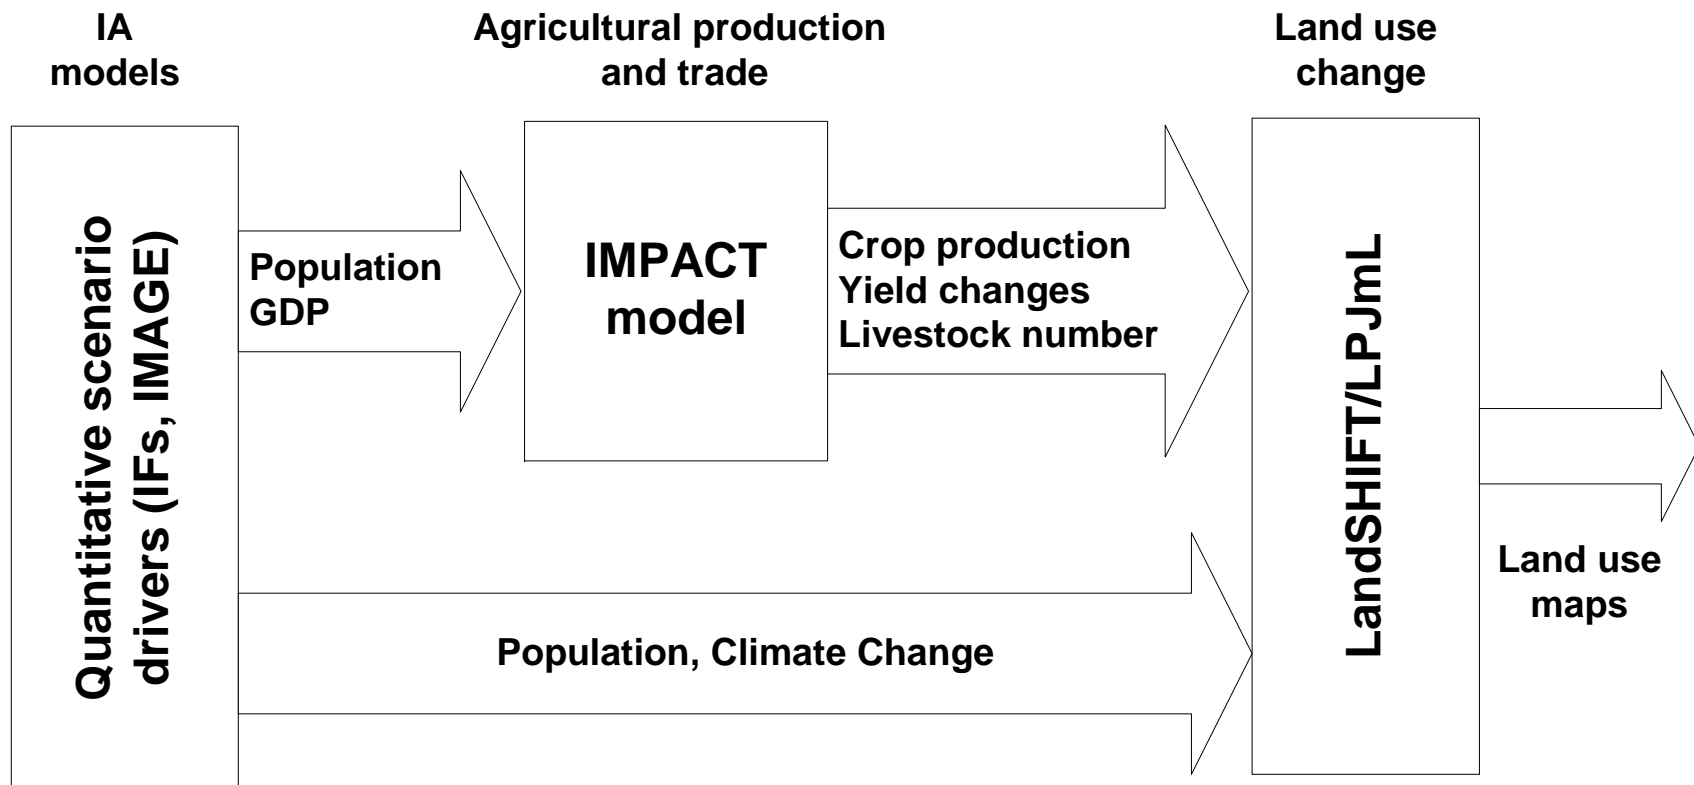 IA
models
Agricultural production
and trade
Land use
change
Quantitative scenario
drivers (IFs, IMAGE)
Population
GDP
IMPACT
model
Crop production
Yield changes
Livestock number
Population, Climate Change
LandSHIFT/LPJmL
Land use
maps